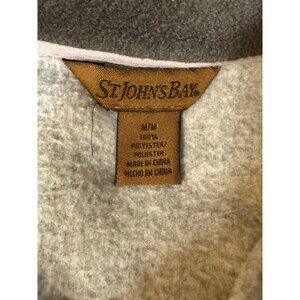 ST. JOHN'S BAY®
M/M
100%
POLYESTER/
POLIESTER
MADE IN CHINA
HECHO EN CHINA